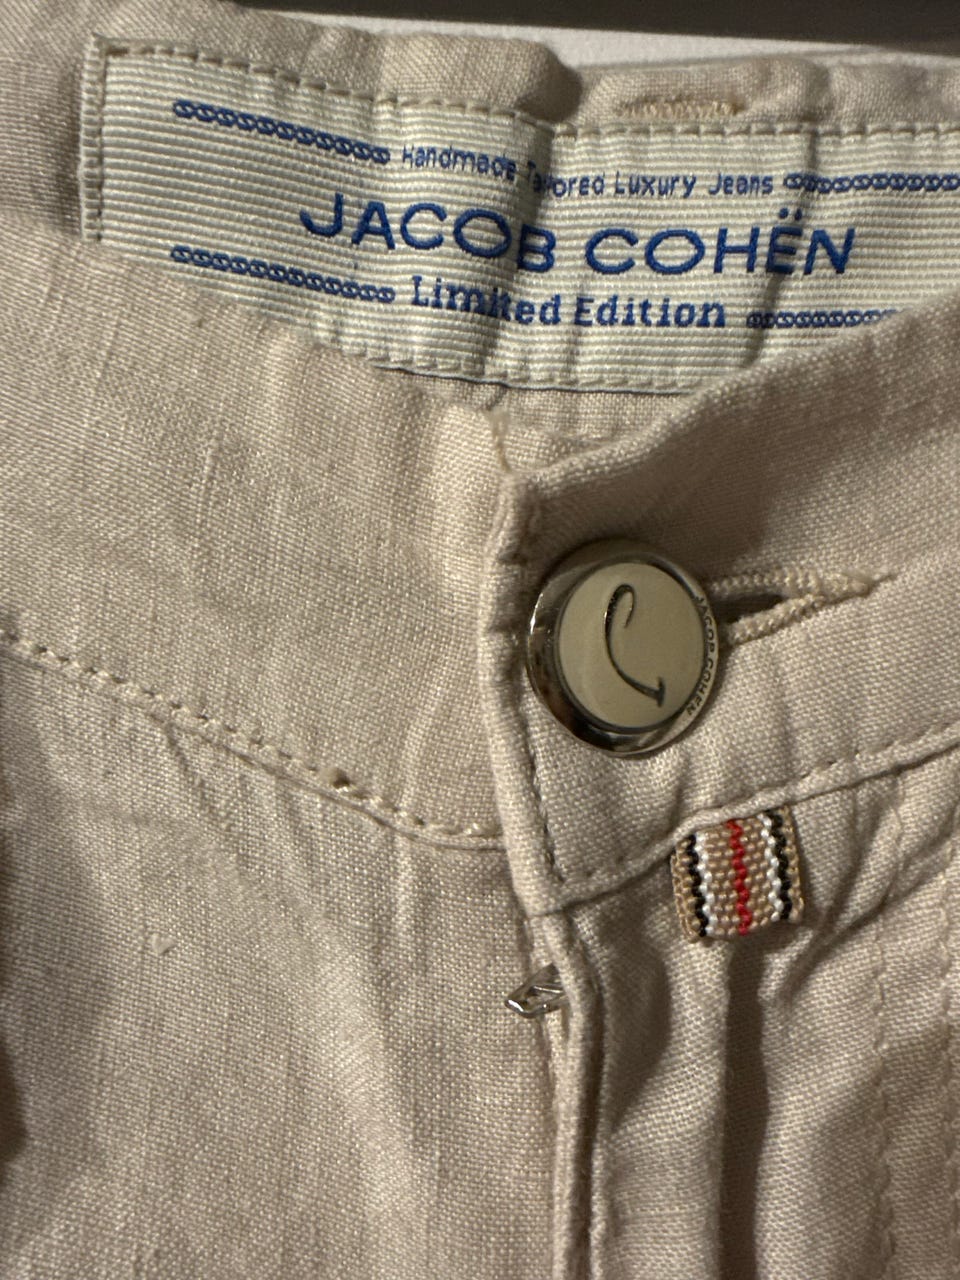 Handmade Tailored Luxury Jeans
JACOB COHËN
Limited Edition
J
JACOB COHEN